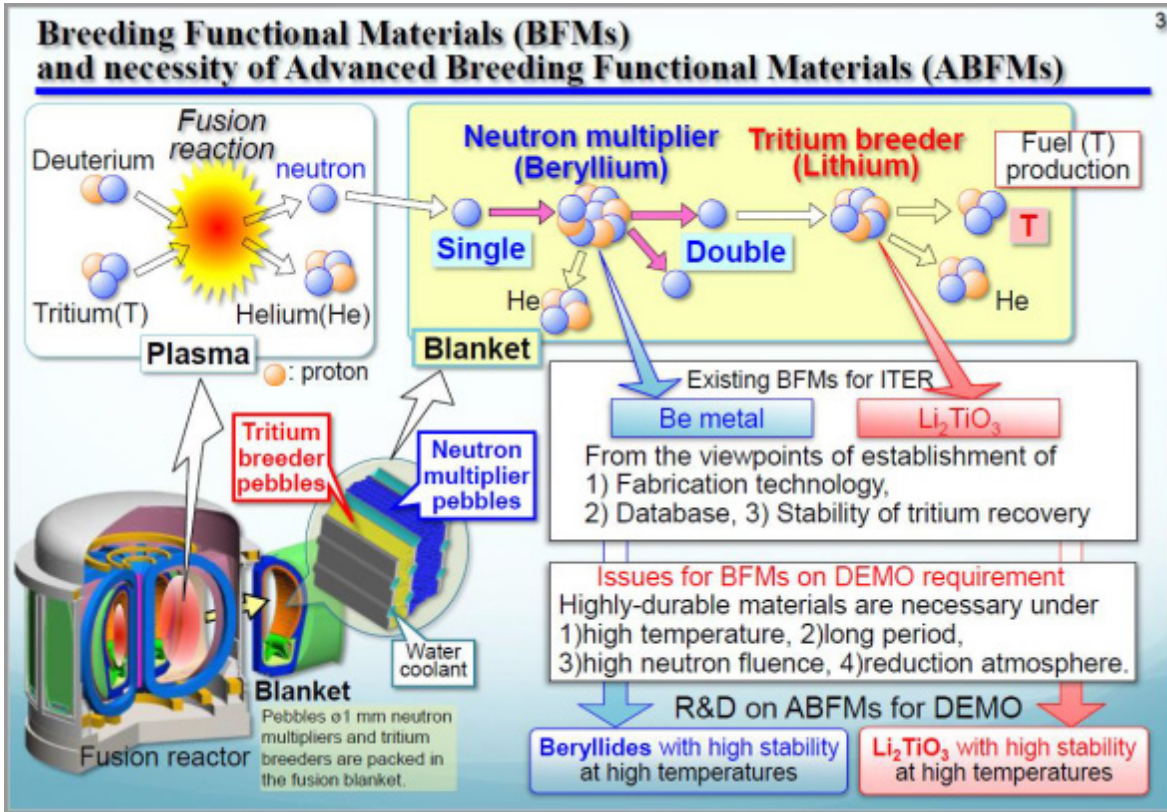 3
Breeding Functional Materials (BFMs)
and necessity of Advanced Breeding Functional Materials (ABFMs)
Fusion
reaction
Deuterium
neutron
Tritium(T)
Helium(He)
Plasma
: proton
Neutron multiplier
(Beryllium)
Tritium breeder
(Lithium)
Fuel (T)
production
Single
Double
T
He
He
Blanket
Existing BFMs for ITER
Be metal
Li₂TiO₃
From the viewpoints of establishment of
1) Fabrication technology,
2) Database, 3) Stability of tritium recovery
Tritium
breeder
pebbles
Neutron
multiplier
pebbles
Water
coolant
Blanket
Pebbles ø1 mm neutron
multipliers and tritium
breeders are packed in
the fusion blanket.
Fusion reactor
Issues for BFMs on DEMO requirement
Highly-durable materials are necessary under
1)high temperature, 2)long period,
3)high neutron fluence, 4)reduction atmosphere.
R&D on ABFMs for DEMO
Beryllides with high stability
at high temperatures
Li₂TiO₃ with high stability
at high temperatures